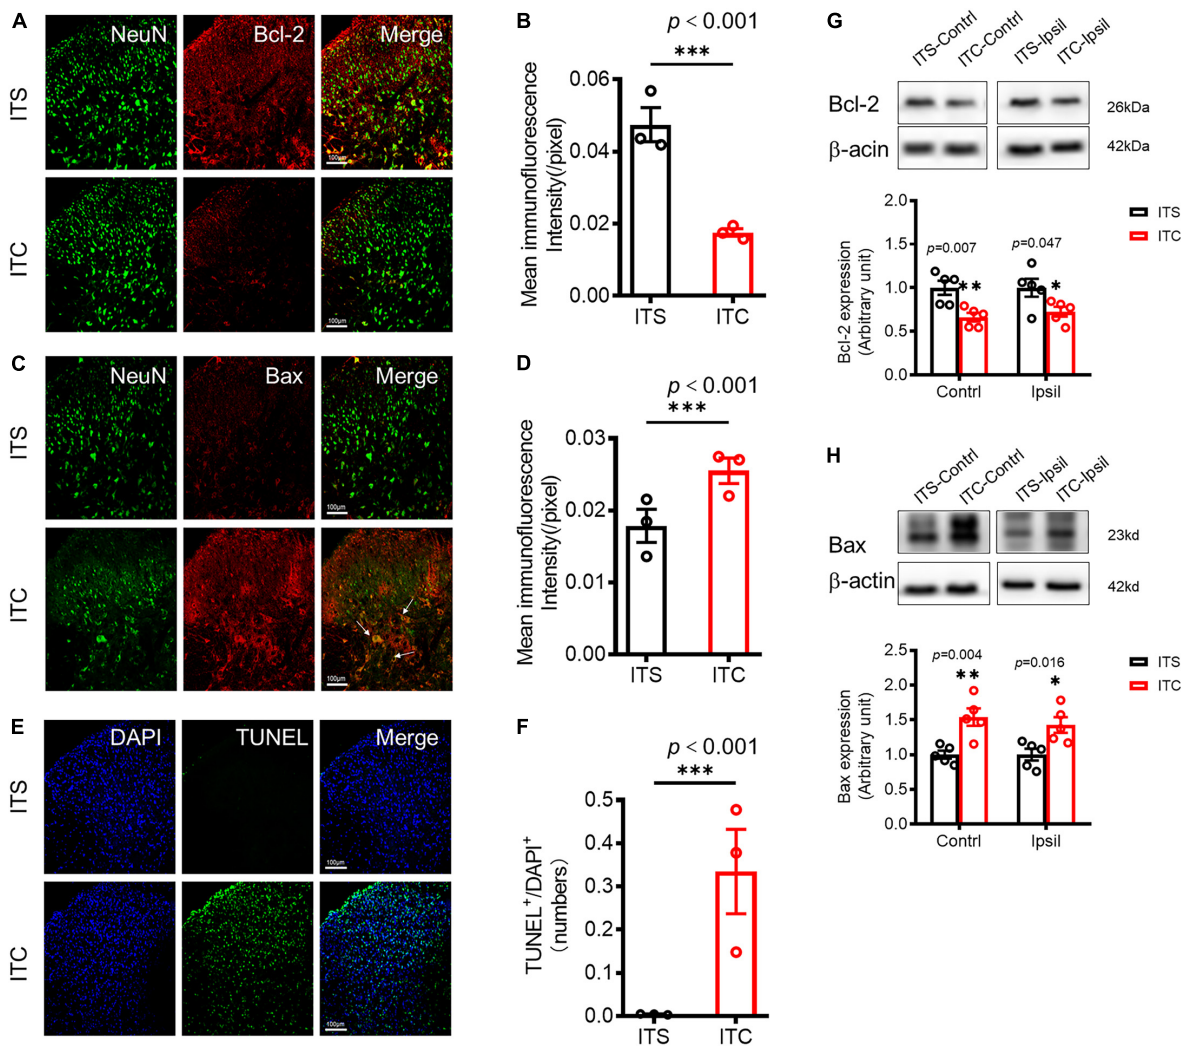 A
NeuN
Bcl-2
Merge
ITS
100μm
ITC
100μm
B
p < 0.001
***
Mean immunofluorescence
Intensity(/pixel)
0.06
0.04
0.02
0.00
ITS
ITC
C
NeuN
Bax
Merge
ITS
100μm
ITC
100μm
D
p < 0.001
***
Mean immunofluorescence
Intensity(/pixel)
0.03
0.02
0.01
0.00
ITS
ITC
E
DAPI
TUNEL
Merge
ITS
100μm
ITC
100μm
F
p < 0.001
***
TUNEL+/DAPI+
(numbers)
0.5
0.4
0.3
0.2
0.1
0.0
ITS
ITC
G
ITS-Contrl
ITC-Contrl
ITS-Ipsil
ITC-Ipsil
Bcl-2
26kDa
β-acin
42kDa
Bcl-2 expression
(Arbitrary unit)
2.0
1.5
1.0
0.5
0.0
p=0.007
**
p=0.047
*
Contrl
Ipsil
ITS
ITC
H
ITS-Contrl
ITC-Contrl
ITS-Ipsil
ITC-Ipsil
Bax
23kd
β-actin
42kd
Bax expression
(Arbitrary unit)
2.5
2.0
1.5
1.0
0.5
0.0
p=0.004
**
p=0.016
*
Contrl
Ipsil
ITS
ITC